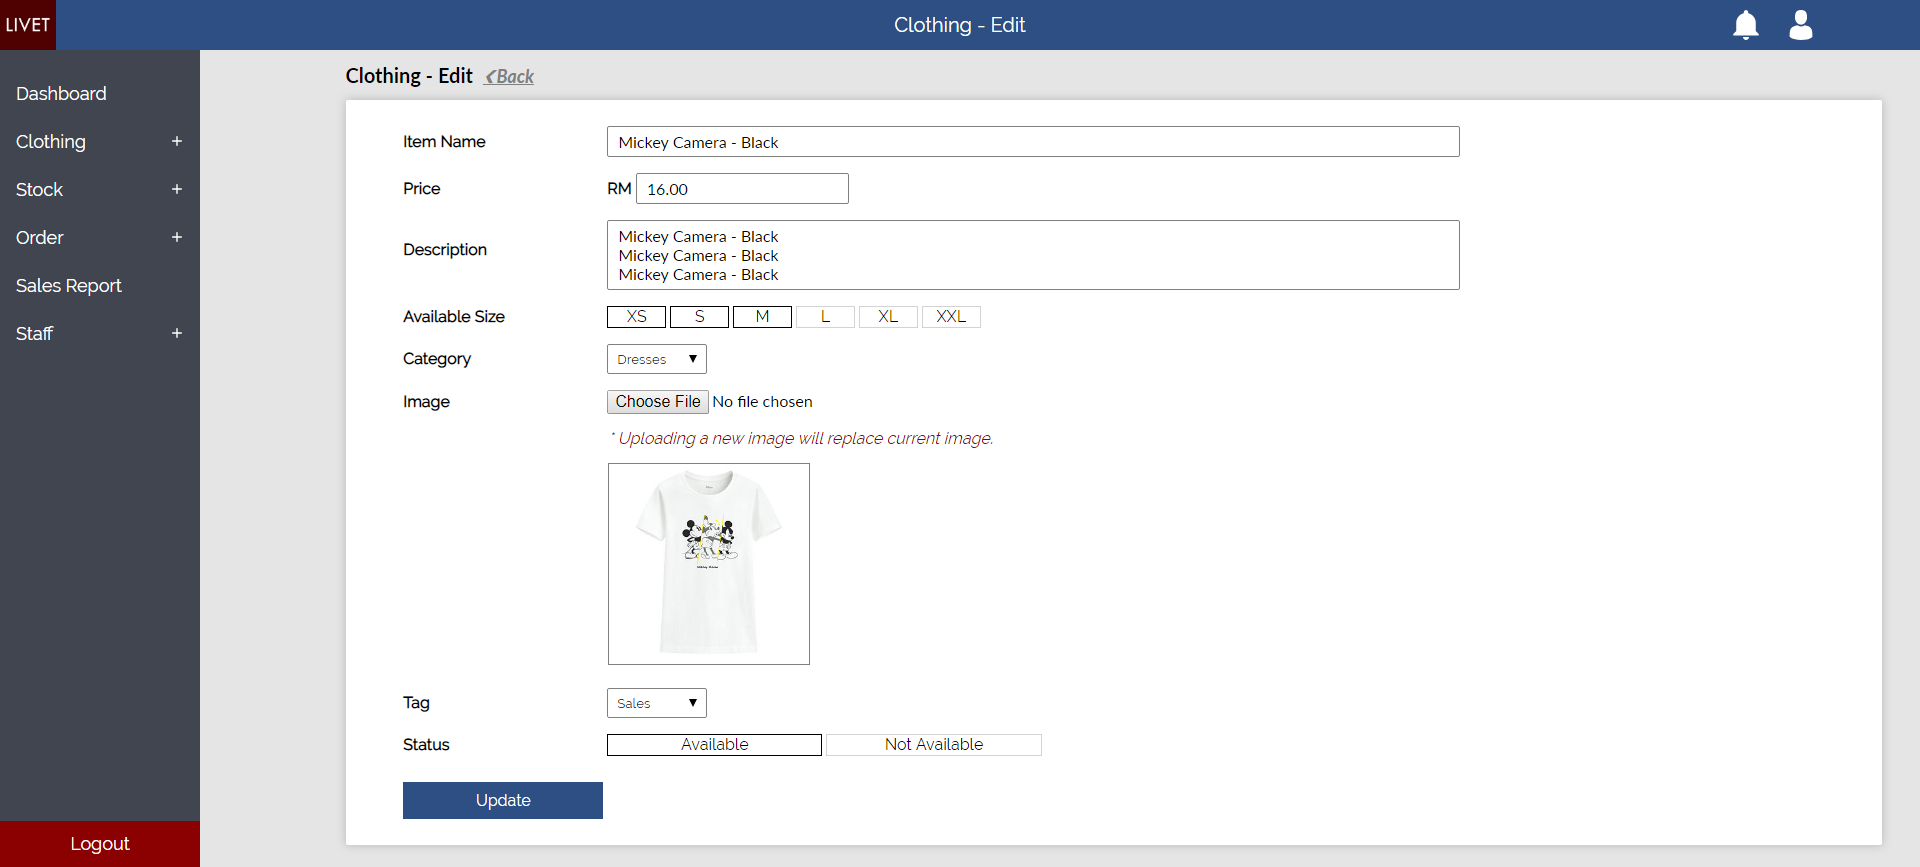 LIVET
Clothing - Edit
Dashboard
Clothing +
Stock +
Order +
Sales Report
Staff +
Logout
Clothing - Edit ❮Back
Item Name Mickey Camera - Black
Price RM 16.00
Description Mickey Camera - Black
Mickey Camera - Black
Mickey Camera - Black
Available Size XS S M L XL XXL
Category Dresses ▼
Image Choose File No file chosen
* Uploading a new image will replace current image.
Tag Sales ▼
Status Available Not Available
Update